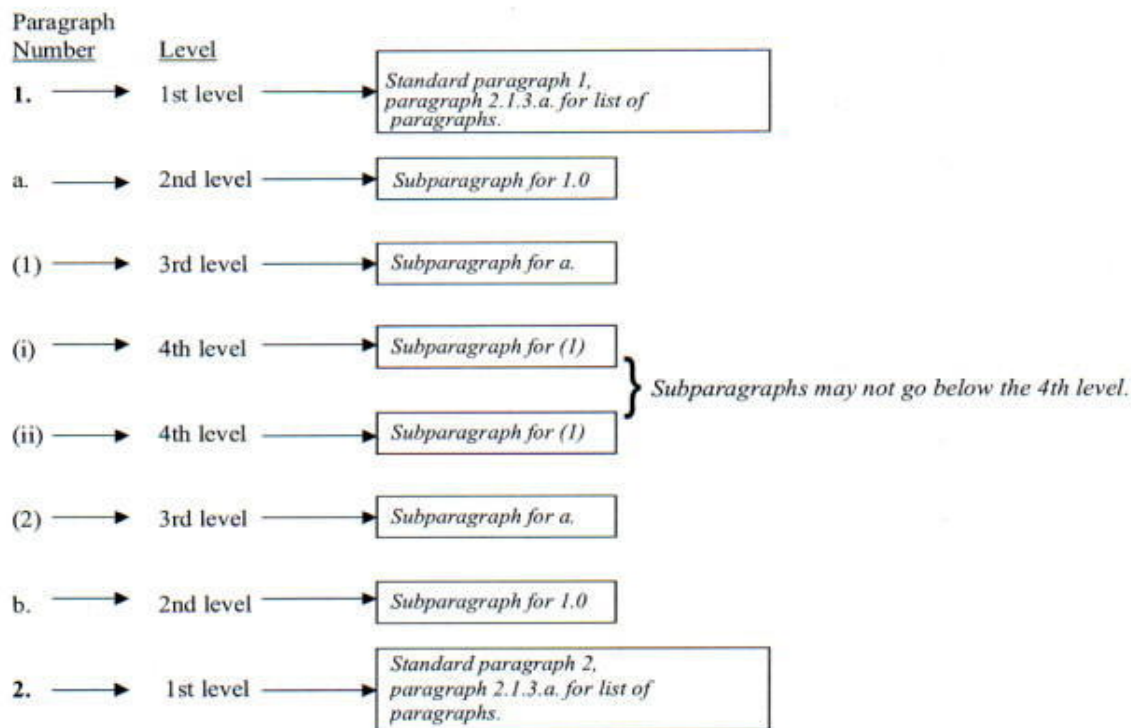 Paragraph
Number Level
1. 1st level Standard paragraph 1,
paragraph 2.1.3.a. for list of
paragraphs.
a. 2nd level Subparagraph for 1.0
(1) 3rd level Subparagraph for a.
(i) 4th level Subparagraph for (1)
Subparagraphs may not go below the 4th level.
(ii) 4th level Subparagraph for (1)
(2) 3rd level Subparagraph for a.
b. 2nd level Subparagraph for 1.0
2. 1st level Standard paragraph 2,
paragraph 2.1.3.a. for list of
paragraphs.